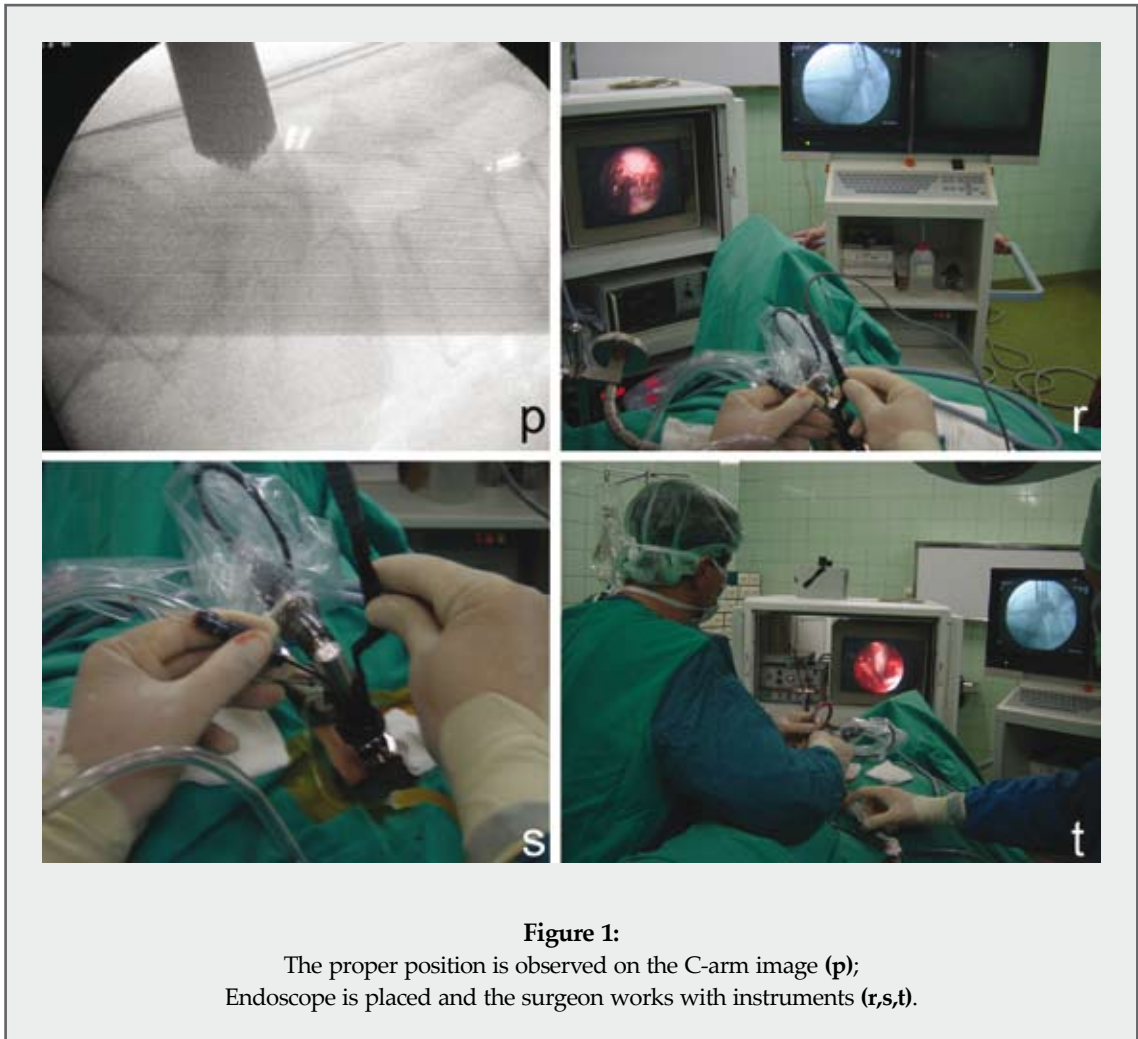 p
r
s
t
Figure 1:
The proper position is observed on the C-arm image (p);
Endoscope is placed and the surgeon works with instruments (r,s,t).